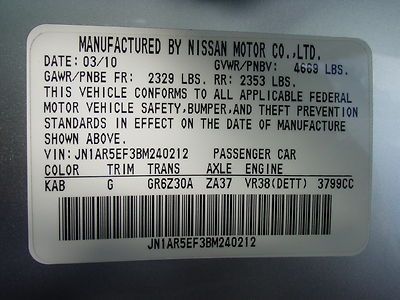 MANUFACTURED BY NISSAN MOTOR CO.,LTD.
DATE: 03/10 GVWR/PNBV: 4669 LBS.
GAWR/PNBE FR: 2329 LBS. RR: 2353 LBS.
THIS VEHICLE CONFORMS TO ALL APPLICABLE FEDERAL
MOTOR VEHICLE SAFETY, BUMPER, AND THEFT PREVENTION
STANDARDS IN EFFECT ON THE DATE OF MANUFACTURE
SHOWN ABOVE.
VIN: JN1AR5EF3BM240212 PASSENGER CAR
COLOR TRIM TRANS AXLE ENGINE
KAB G GR6Z30A ZA37 VR38(DETT) 3799CC
JN1AR5EF3BM240212